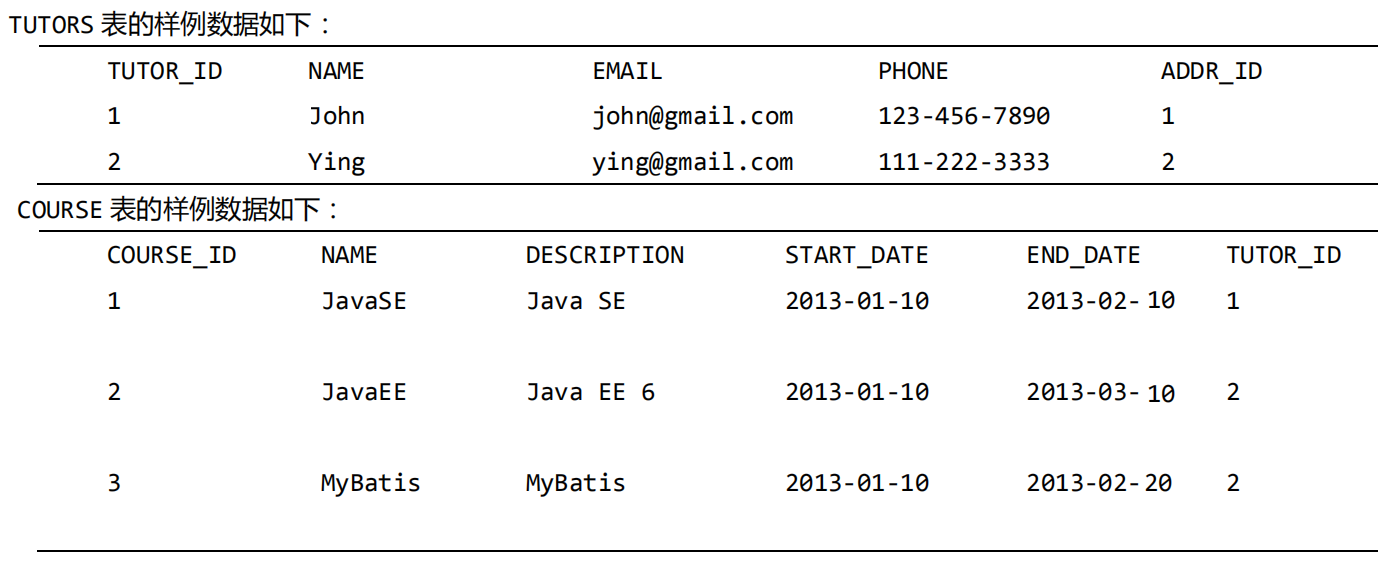 TUTORS 表的样例数据如下：
TUTOR_ID NAME EMAIL PHONE ADDR_ID
1 John john@gmail.com 123-456-7890 1
2 Ying ying@gmail.com 111-222-3333 2
COURSE 表的样例数据如下：
COURSE_ID NAME DESCRIPTION START_DATE END_DATE TUTOR_ID
1 JavaSE Java SE 2013-01-10 2013-02-10 1
2 JavaEE Java EE 6 2013-01-10 2013-03-10 2
3 MyBatis MyBatis 2013-01-10 2013-02-20 2